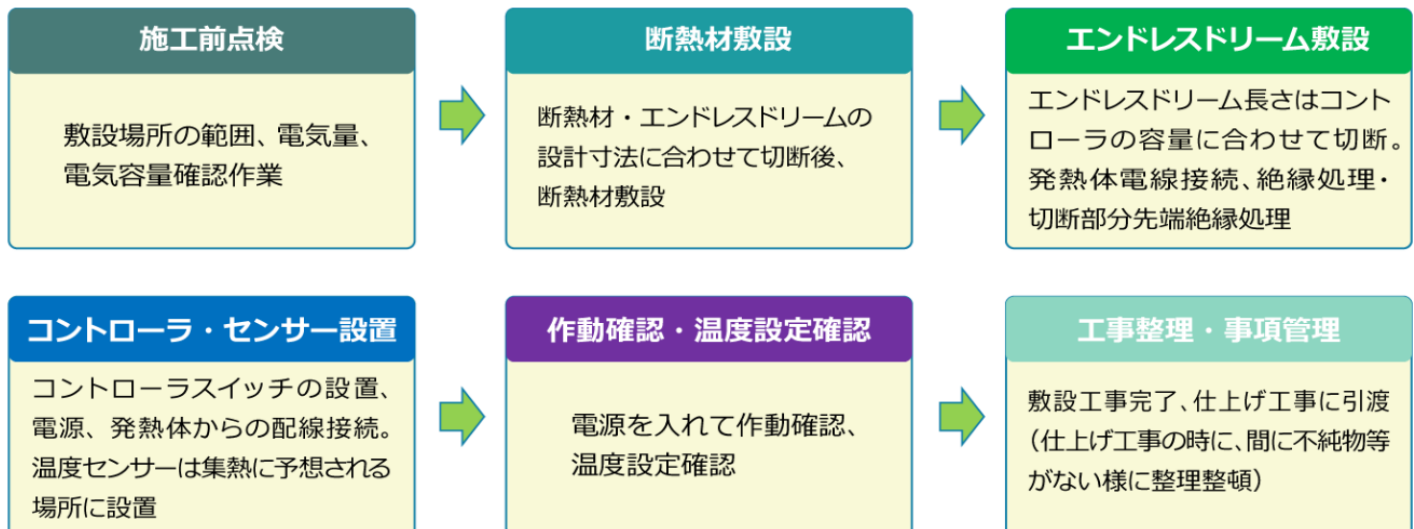 施工前点検
敷設場所の範囲、電気量、
電気容量確認作業
断熱材敷設
断熱材・エンドレスドリームの
設計寸法に合わせて切断後、
断熱材敷設
エンドレスドリーム敷設
エンドレスドリーム長さはコント
ローラの容量に合わせて切断。
発熱体電線接続、絶縁処理・
切断部分先端絶縁処理
コントローラ・センサー設置
コントローラスイッチの設置、
電源、発熱体からの配線接続。
温度センサーは集熱に予想される
場所に設置
作動確認・温度設定確認
電源を入れて作動確認、
温度設定確認
工事整理・事項管理
敷設工事完了、仕上げ工事に引渡
（仕上げ工事の時に、間に不純物等
がない様に整理整頓）